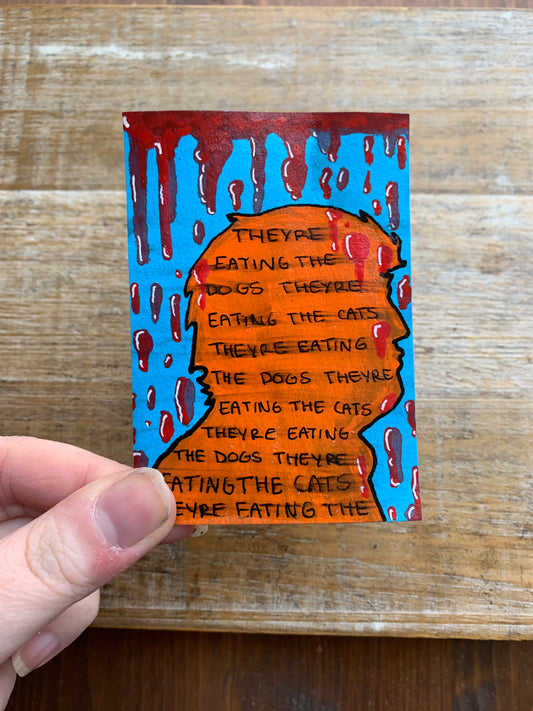 THEYRE
EATING THE
DOGS THEYRE
EATING THE CATS
THEYRE EATING
THE DOGS THEYRE
EATING THE CATS
THEYRE EATING
THE DOGS THEYRE
EATING THE CATS
EYRE EATING THE